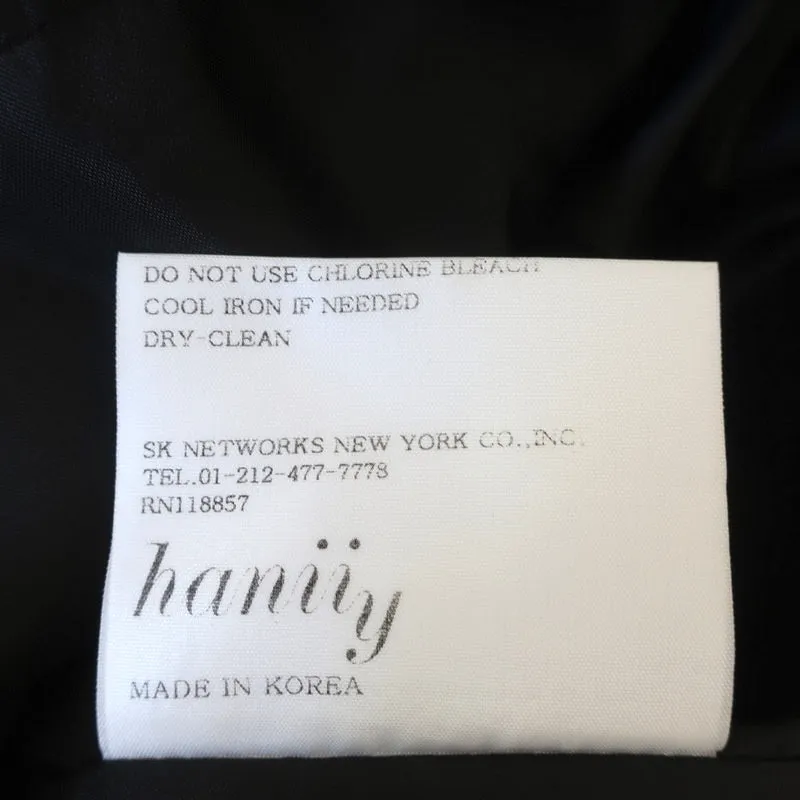 DO NOT USE CHLORINE BLEACH
COOL IRON IF NEEDED
DRY-CLEAN
SK NETWORKS NEW YORK CO.,INC.
TEL.01-212-477-7778
RN118857
haniiy
MADE IN KOREA